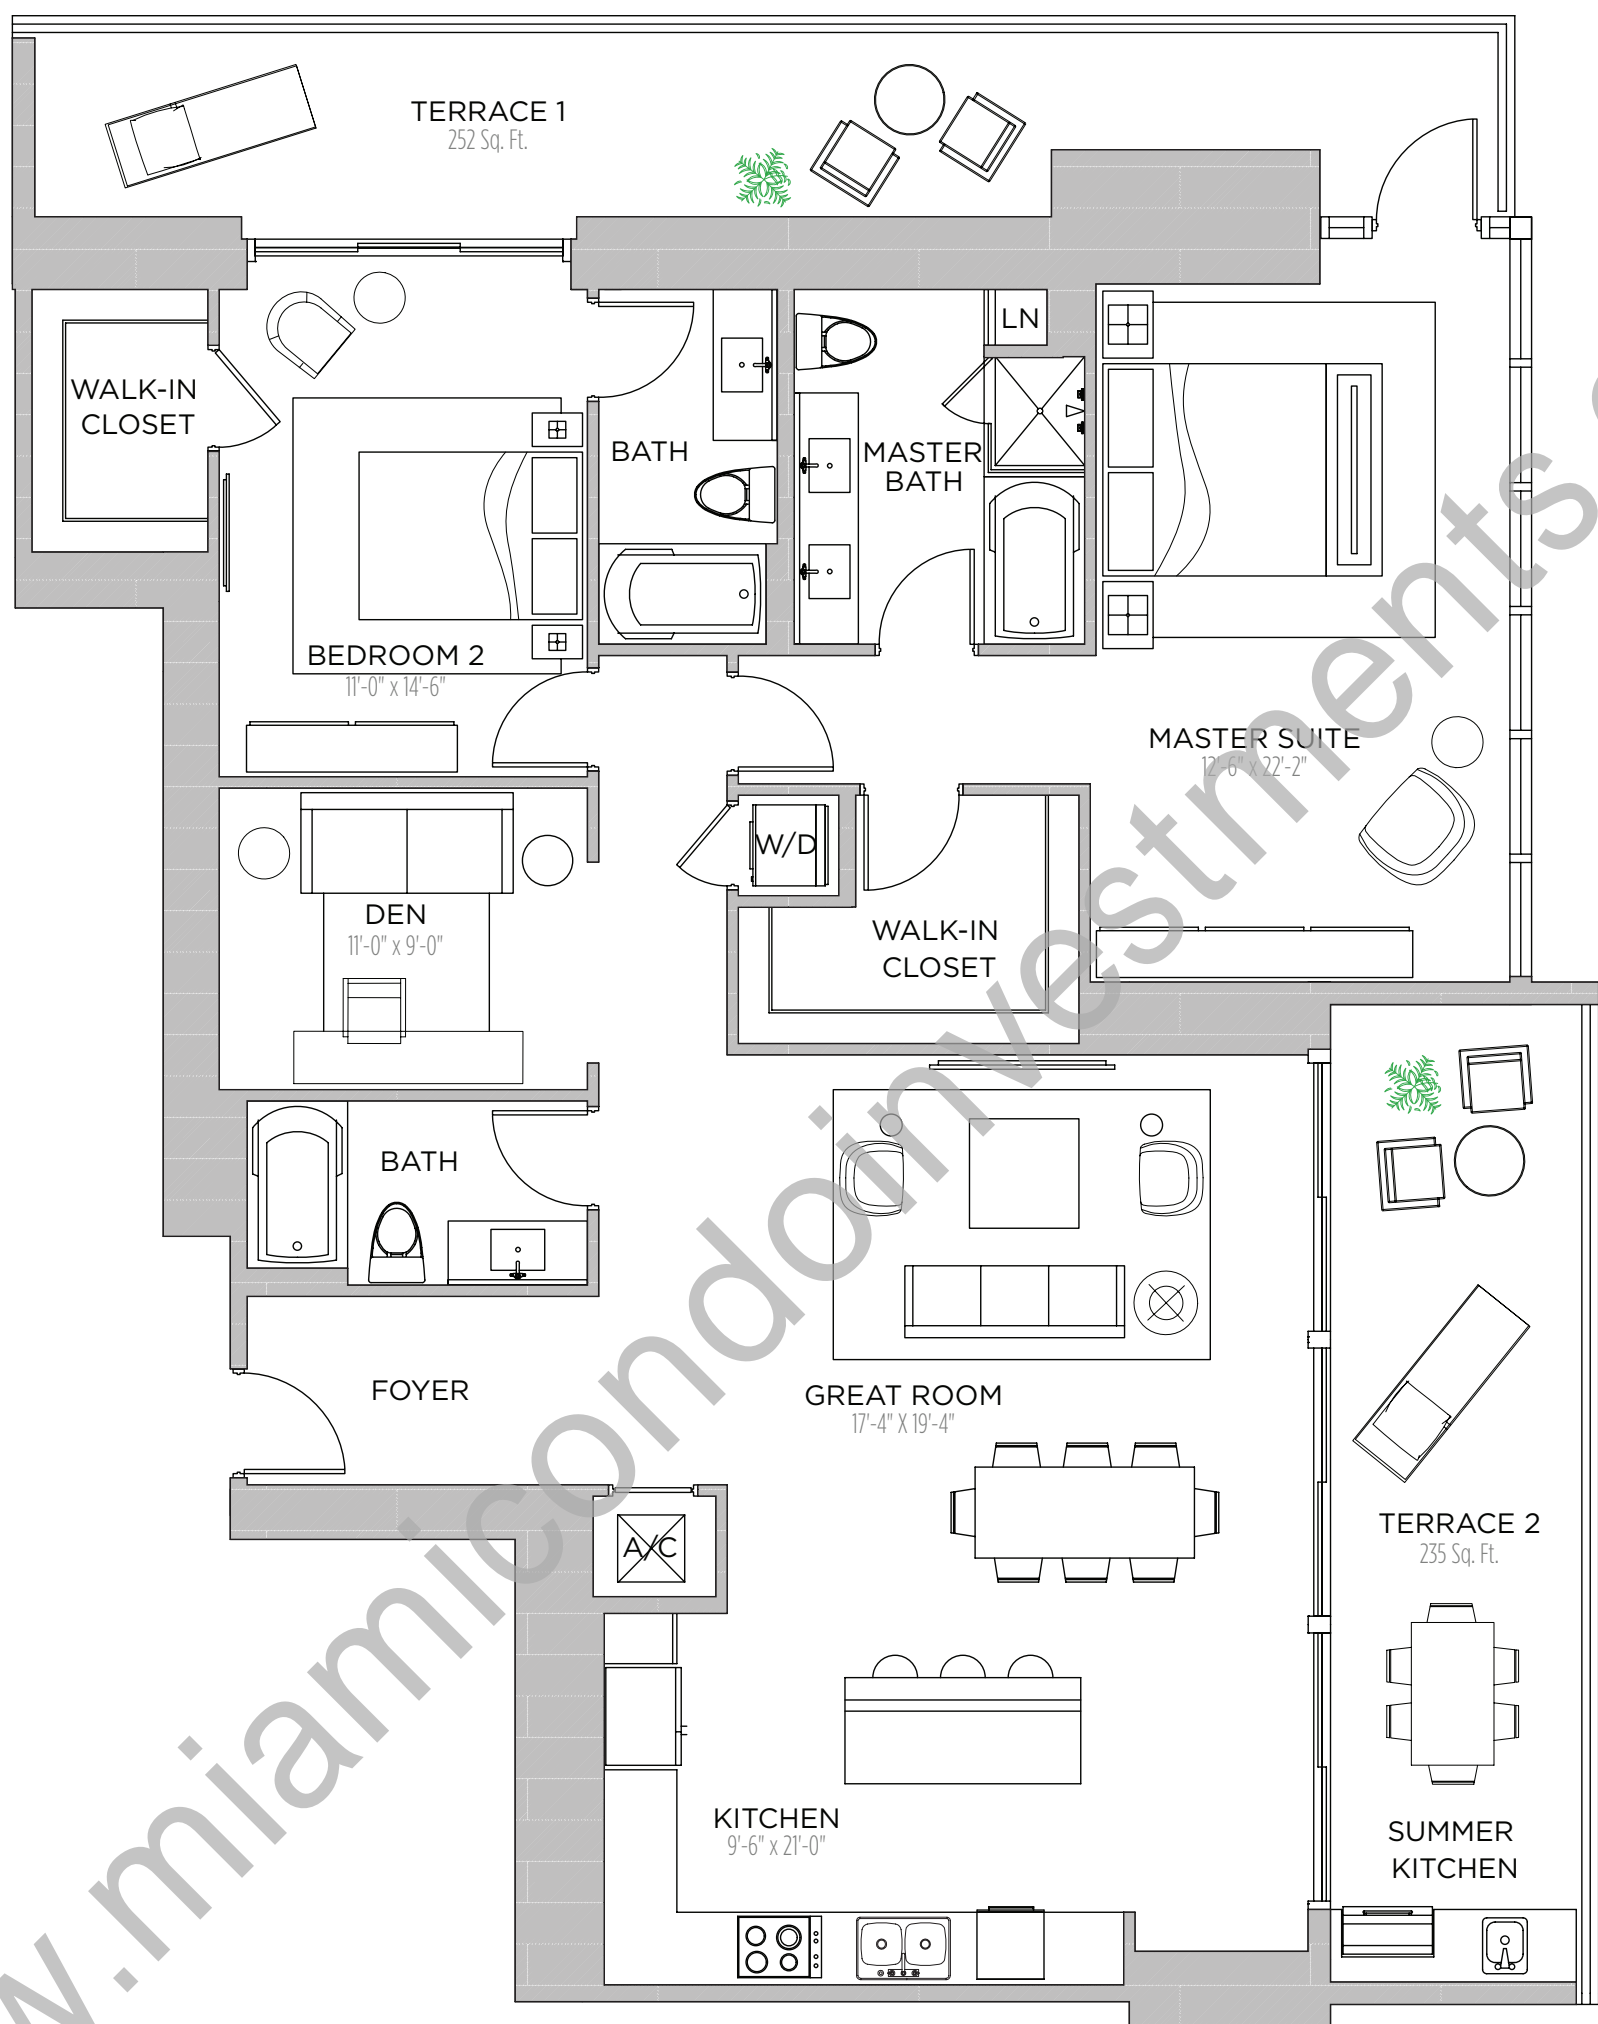 TERRACE 1
252 Sq. Ft.
LN
WALK-IN
CLOSET
BATH
MASTER
BATH
BEDROOM 2
11'-0" x 14'-6"
MASTER SUITE
12'-6" x 22'-2"
W/D
DEN
11'-0" x 9'-0"
WALK-IN
CLOSET
BATH
FOYER
GREAT ROOM
17'-4" X 19'-4"
A/C
TERRACE 2
235 Sq. Ft.
KITCHEN
9'-6" x 21'-0"
SUMMER
KITCHEN
w.miamicondoinvestments